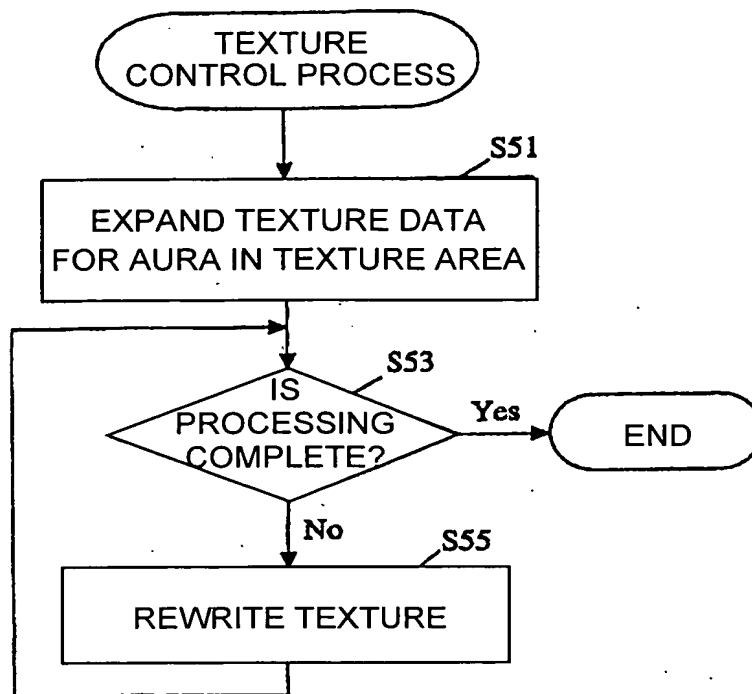 TEXTURE
CONTROL PROCESS
S51
EXPAND TEXTURE DATA
FOR AURA IN TEXTURE AREA
S53
IS
PROCESSING
COMPLETE?
Yes
END
No
S55
REWRITE TEXTURE